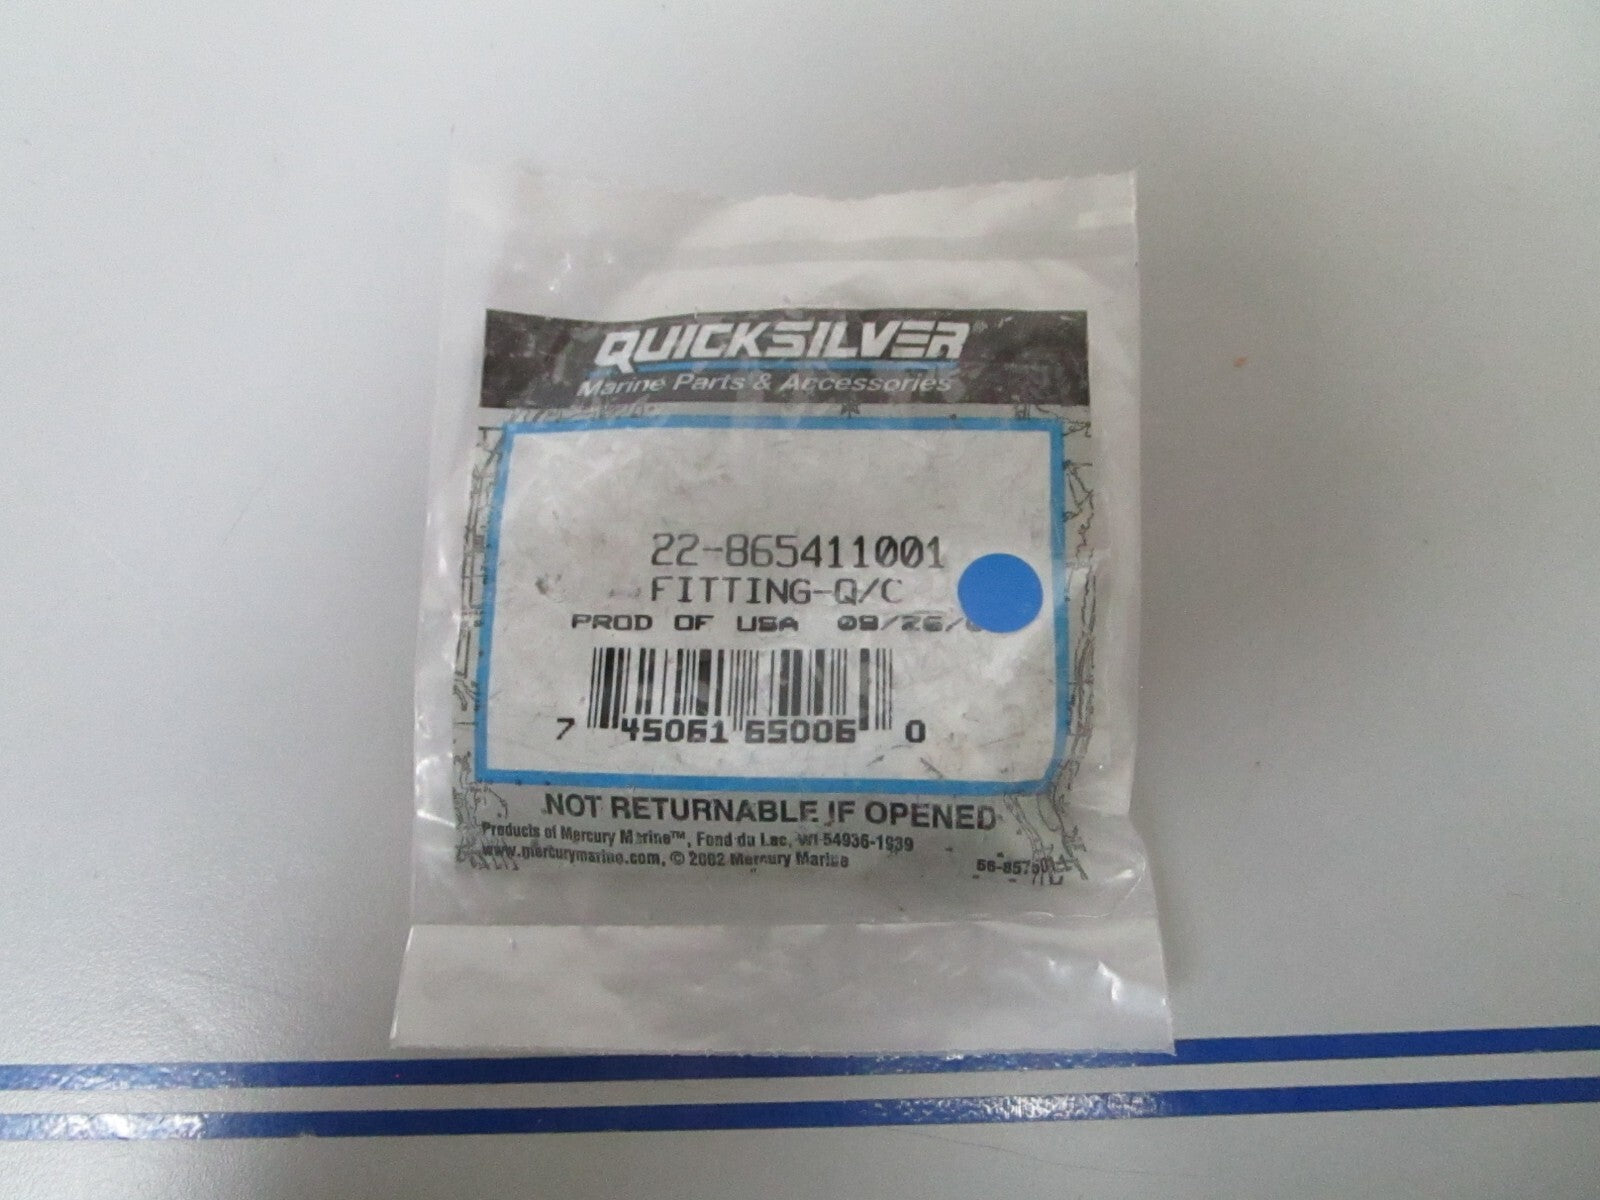 QUICKSILVER®
Marine Parts & Accessories
22-865411001
FITTING-Q/C
PROD OF USA
7 45061 65006 0
NOT RETURNABLE IF OPENED
Products of Mercury Marine™, Fond du Lac, WI 54936-1939
www.mercurymarine.com, © 2002 Mercury Marine